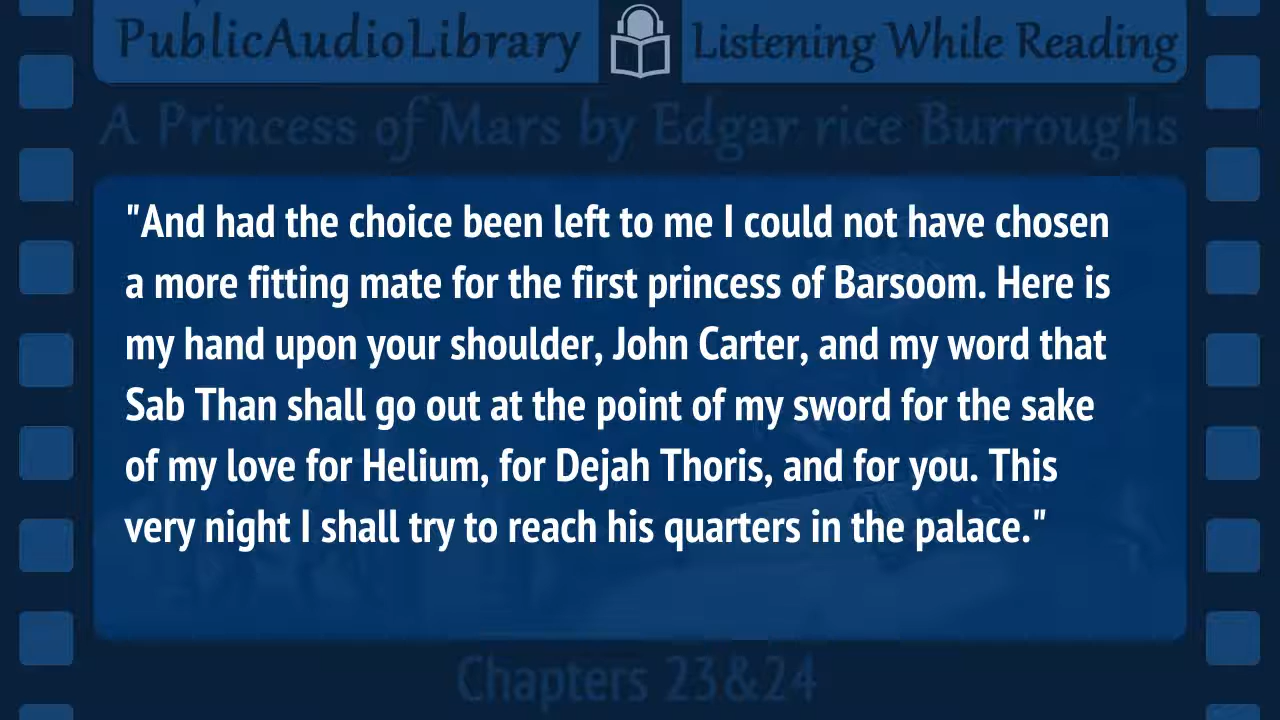 PublicAudioLibrary Listening While Reading
A Princess of Mars by Edgar rice Burroughs
"And had the choice been left to me I could not have chosen
a more fitting mate for the first princess of Barsoom. Here is
my hand upon your shoulder, John Carter, and my word that
Sab Than shall go out at the point of my sword for the sake
of my love for Helium, for Dejah Thoris, and for you. This
very night I shall try to reach his quarters in the palace."
Chapters 23&24